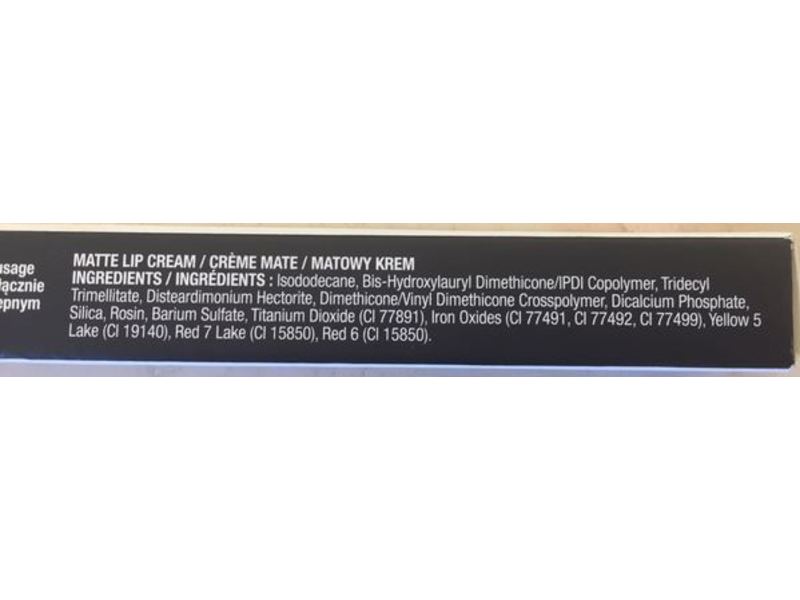 usage
MATTE LIP CREAM / CRÈME MATE / MATOWY KREM
INGREDIENTS / INGRÉDIENTS : Isododecane, Bis-Hydroxylauryl Dimethicone/IPDI Copolymer, Tridecyl
Trimellitate, Disteardimonium Hectorite, Dimethicone/Vinyl Dimethicone Crosspolymer, Dicalcium Phosphate,
Silica, Rosin, Barium Sulfate, Titanium Dioxide (CI 77891), Iron Oxides (CI 77491, CI 77492, CI 77499), Yellow 5
Lake (CI 19140), Red 7 Lake (CI 15850), Red 6 (CI 15850).